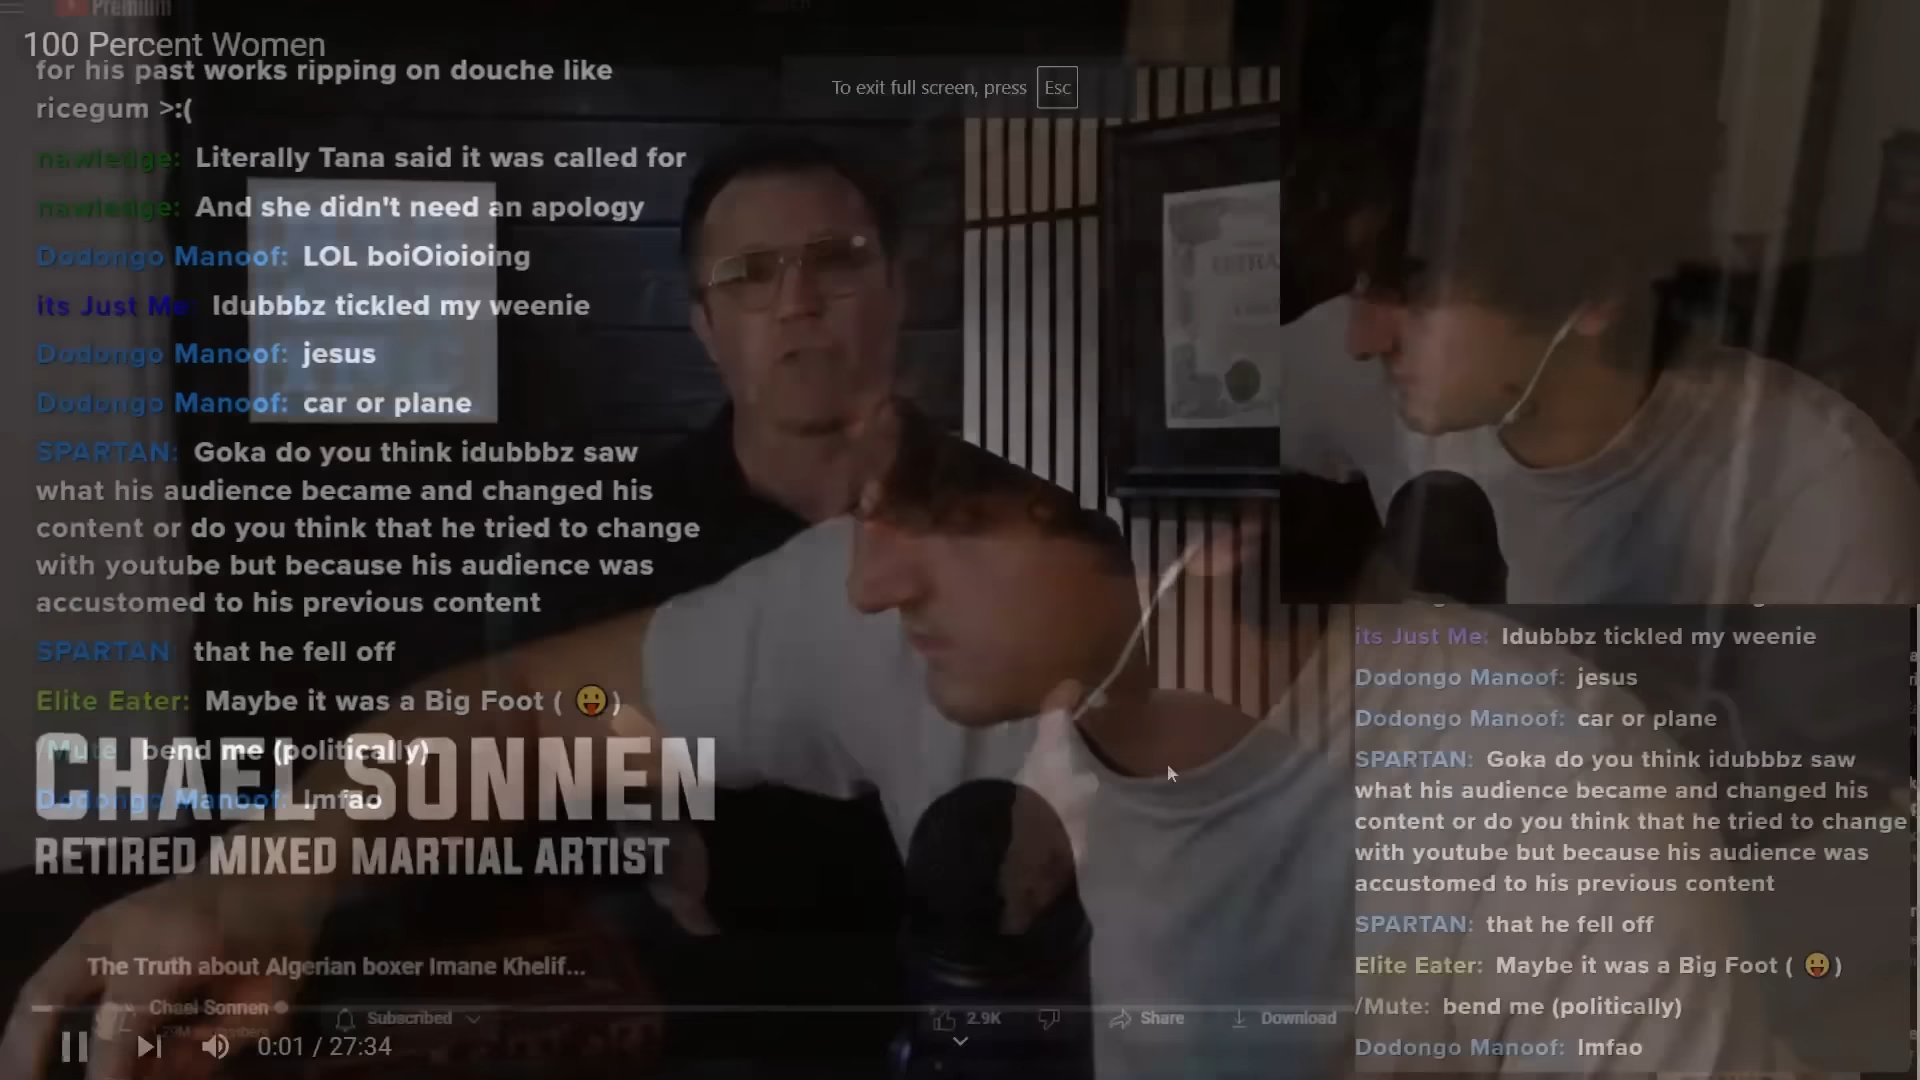 Premium
100 Percent Women
for his past works ripping on douche like
ricegum >:(
nawledge: Literally Tana said it was called for
nawledge: And she didn't need an apology
Dodongo Manoof: LOL boiOioioing
its Just Me: Idubbbz tickled my weenie
Dodongo Manoof: jesus
Dodongo Manoof: car or plane
SPARTAN: Goka do you think idubbbz saw
what his audience became and changed his
content or do you think that he tried to change
with youtube but because his audience was
accustomed to his previous content
SPARTAN: that he fell off
Elite Eater: Maybe it was a Big Foot ( 😛 )
/Mute: bend me (politically)
Dodongo Manoof: lmfao
CHAEL SONNEN
RETIRED MIXED MARTIAL ARTIST
The Truth about Algerian boxer Imane Khelif...
Chael Sonnen
Subscribed
2.9K
Share
Download
0:01 / 27:34
To exit full screen, press Esc
its Just Me: Idubbbz tickled my weenie
Dodongo Manoof: jesus
Dodongo Manoof: car or plane
SPARTAN: Goka do you think idubbbz saw
what his audience became and changed his
content or do you think that he tried to change
with youtube but because his audience was
accustomed to his previous content
SPARTAN: that he fell off
Elite Eater: Maybe it was a Big Foot ( 😛 )
/Mute: bend me (politically)
Dodongo Manoof: lmfao